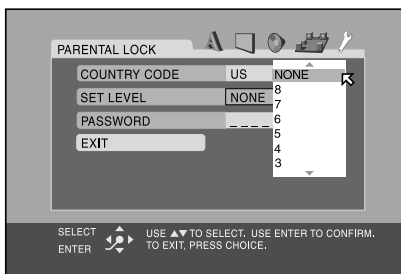 PARENTAL LOCK
COUNTRY CODE US NONE
SET LEVEL NONE 8
7
PASSWORD _ _ _ _ 6
EXIT 5
4
3
SELECT USE ▲▼ TO SELECT. USE ENTER TO CONFIRM.
ENTER TO EXIT, PRESS CHOICE.